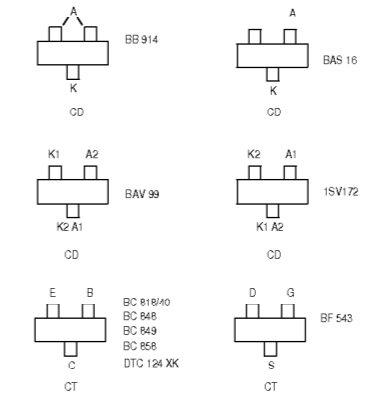 A
BB 914
K
CD
A
BAS 16
K
CD
K1 A2
BAV 99
K2 A1
CD
K2 A1
1SV172
K1 A2
CD
E B
BC 818/40
BC 848
BC 849
BC 858
DTC 124 XK
C
CT
D G
BF 543
S
CT